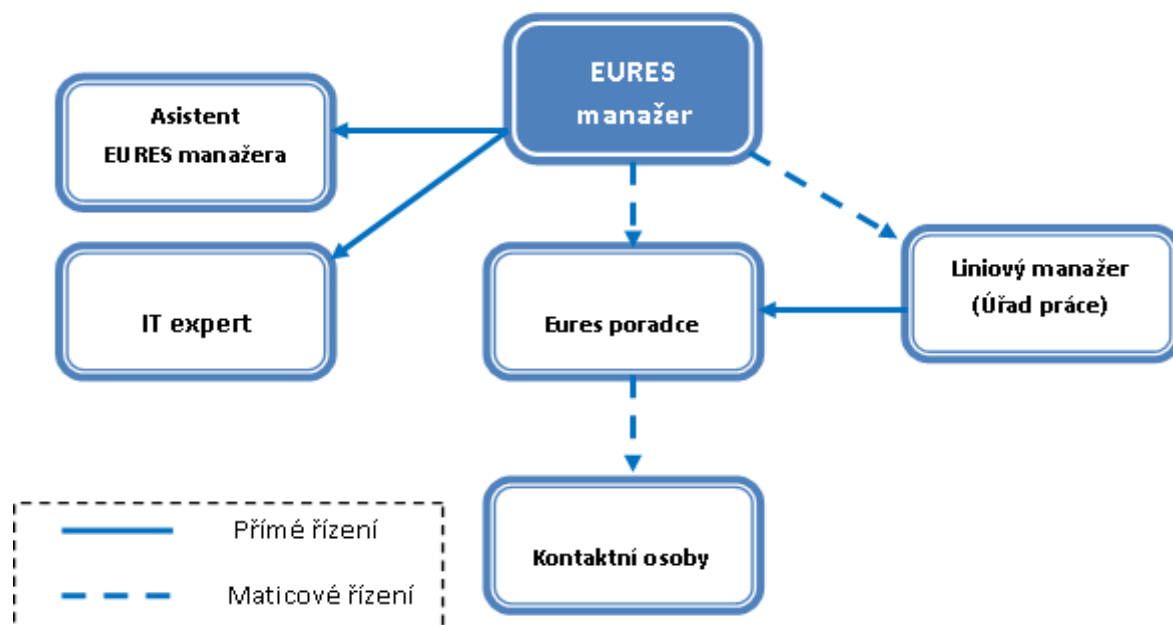 EURES
manažer
Asistent
EURES manažera
IT expert
Eures poradce
Liniový manažer
(Úřad práce)
Kontaktní osoby
Přímé řízení
Maticové řízení